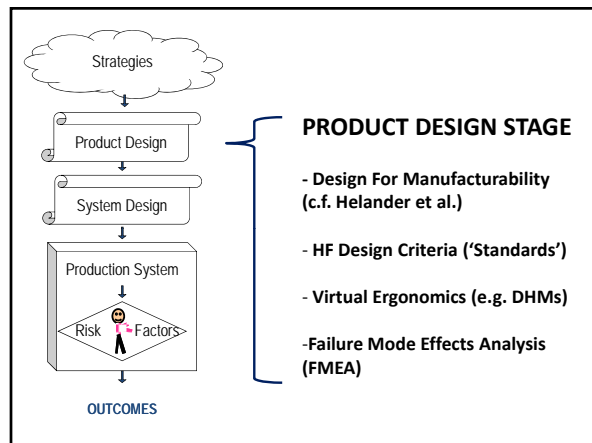 Strategies
Product Design
System Design
Production System
Risk Factors
OUTCOMES
PRODUCT DESIGN STAGE
- Design For Manufacturability
(c.f. Helander et al.)
- HF Design Criteria (‘Standards’)
- Virtual Ergonomics (e.g. DHMs)
-Failure Mode Effects Analysis
(FMEA)